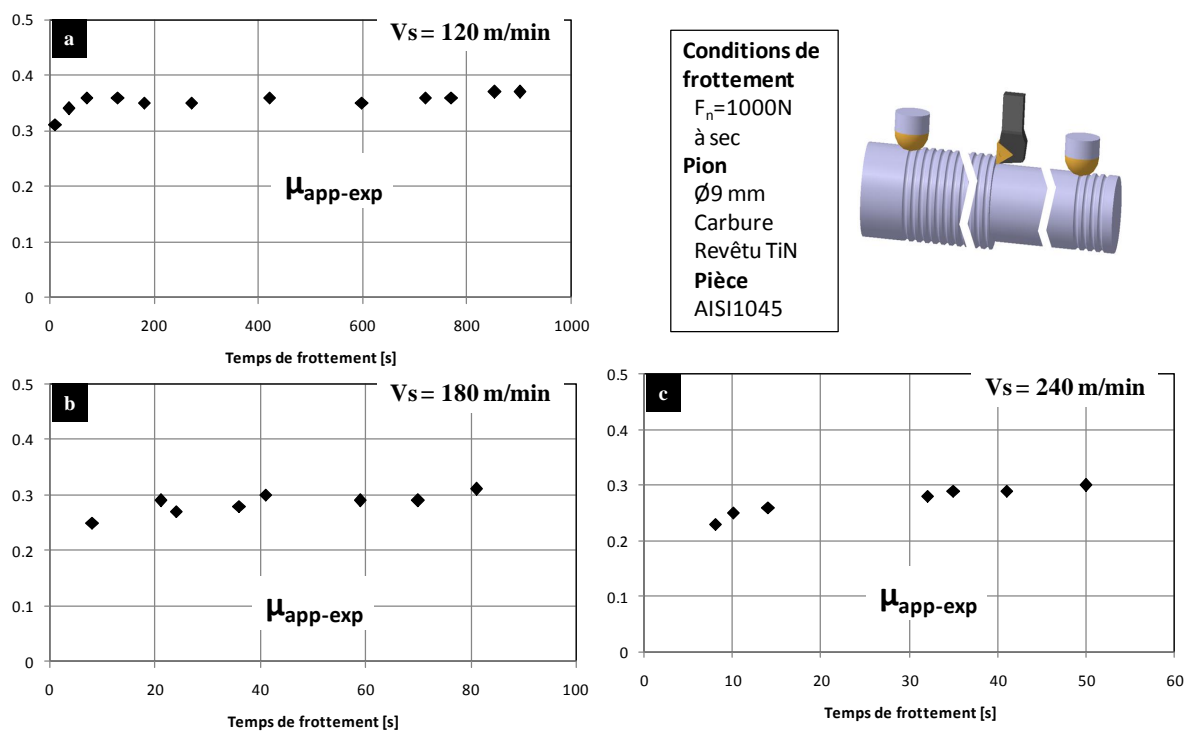 a
Vs = 120 m/min
0.5
0.4
0.3
0.2
0.1
0
μapp-exp
0 200 400 600 800 1000
Temps de frottement [s]
Conditions de
frottement
Fn=1000N
à sec
Pion
Ø9 mm
Carbure
Revêtu TiN
Pièce
AISI1045
b
Vs = 180 m/min
0.5
0.4
0.3
0.2
0.1
0
μapp-exp
0 20 40 60 80 100
Temps de frottement [s]
c
Vs = 240 m/min
0.5
0.4
0.3
0.2
0.1
0
μapp-exp
0 10 20 30 40 50 60
Temps de frottement [s]